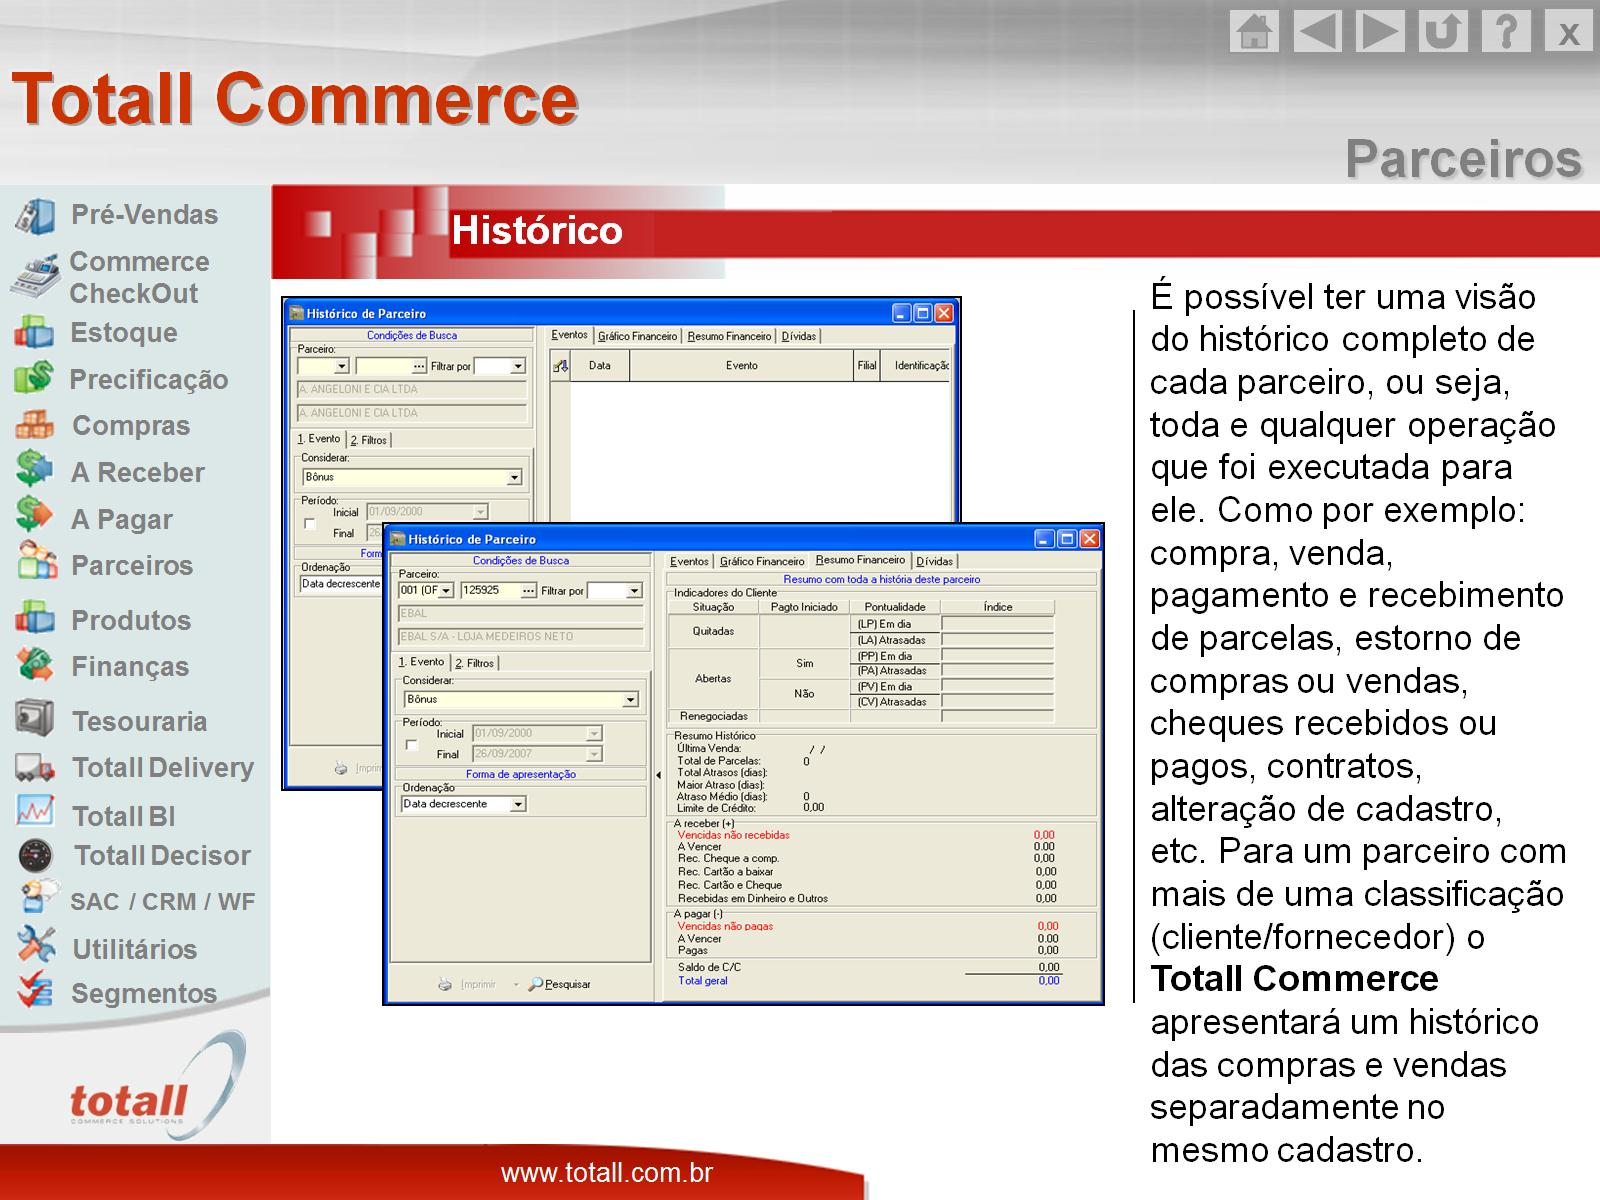 x
Totall Commerce
Parceiros
Pré-Vendas
Commerce
CheckOut
Estoque
Precificação
Compras
A Receber
A Pagar
Parceiros
Produtos
Finanças
Tesouraria
Totall Delivery
Totall BI
Totall Decisor
SAC / CRM / WF
Utilitários
Segmentos
totall
COMMERCE SOLUTIONS
Histórico
Histórico de Parceiro
Condições de Busca
Parceiro:
Filtrar por
A. ANGELONI E CIA LTDA
A. ANGELONI E CIA LTDA
1. Evento
2. Filtros
Considerar:
Bônus
Período:
Inicial 01/09/2000
Final
Ordenação
Data decrescente
Eventos Gráfico Financeiro Resumo Financeiro Dívidas
Data Evento Filial Identificaçã
Histórico de Parceiro
Condições de Busca
Parceiro:
001 (OF 125925 ... Filtrar por
EBAL
EBAL S/A - LOJA MEDEIROS NETO
1. Evento 2. Filtros
Considerar:
Bônus
Período:
Inicial 01/09/2000
Final 26/09/2007
Forma de apresentação
Ordenação
Data decrescente
Imprimir Pesquisar
Eventos Gráfico Financeiro Resumo Financeiro Dívidas
Resumo com toda a história deste parceiro
Indicadores do Cliente
Situação Pagto Iniciado Pontualidade Índice
Quitadas
(LP) Em dia
(LA) Atrasadas
Abertas
Sim
(PP) Em dia
(PA) Atrasadas
Não
(PV) Em dia
(CV) Atrasadas
Renegociadas
Resumo Histórico
Última Venda: / /
Total de Parcelas: 0
Total Atrasos (dias):
Maior Atraso (dias):
Atraso Médio (dias): 0
Limite de Crédito: 0,00
A receber (+)
Vencidas não recebidas 0,00
A Vencer 0.00
Rec. Cheque a comp. 0,00
Rec. Cartão a baixar 0,00
Rec. Cartão e Cheque 0,00
Recebidas em Dinheiro e Outros 0,00
A pagar (-)
Vencidas não pagas 0,00
A Vencer 0.00
Pagas 0,00
Saldo de C/C 0,00
Total geral 0,00
É possível ter uma visão
do histórico completo de
cada parceiro, ou seja,
toda e qualquer operação
que foi executada para
ele. Como por exemplo:
compra, venda,
pagamento e recebimento
de parcelas, estorno de
compras ou vendas,
cheques recebidos ou
pagos, contratos,
alteração de cadastro,
etc. Para um parceiro com
mais de uma classificação
(cliente/fornecedor) o
Totall Commerce
apresentará um histórico
das compras e vendas
separadamente no
mesmo cadastro.
www.totall.com.br